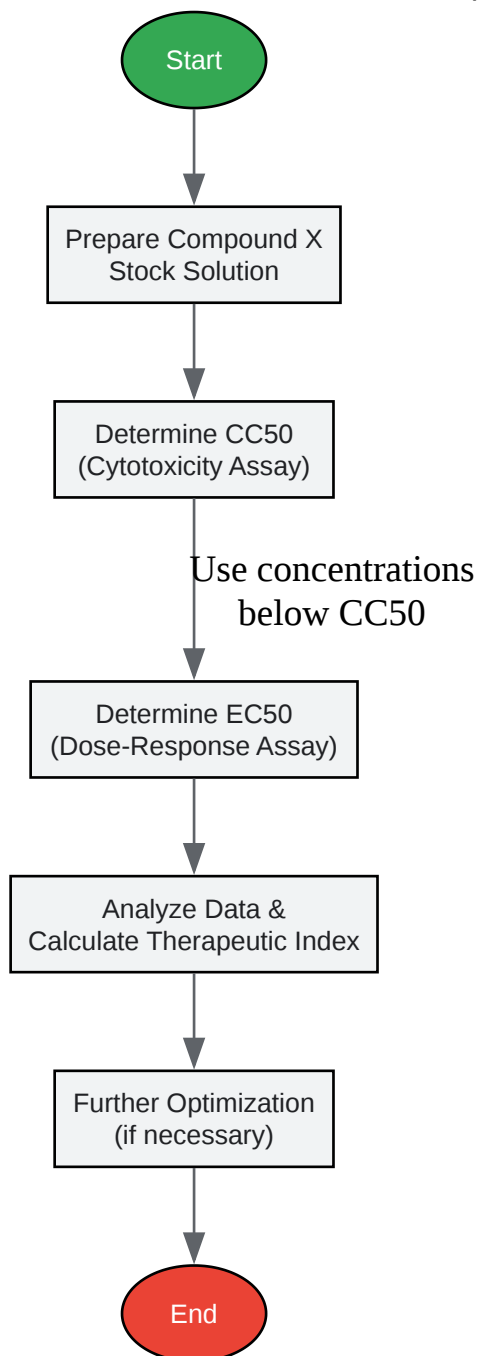 Start
Prepare Compound X
Stock Solution
Determine CC50
(Cytotoxicity Assay)
Use concentrations
below CC50
Determine EC50
(Dose-Response Assay)
Analyze Data &
Calculate Therapeutic Index
Further Optimization
(if necessary)
End